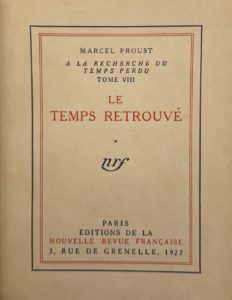 MARCEL PROUST
A LA RECHERCHE DU
TEMPS PERDU
TOME VIII
LE
TEMPS RETROUVÉ
*
nrf
PARIS
EDITIONS DE LA
NOUVELLE REVUE FRANÇAISE
3, RUE DE GRENELLE, 1927